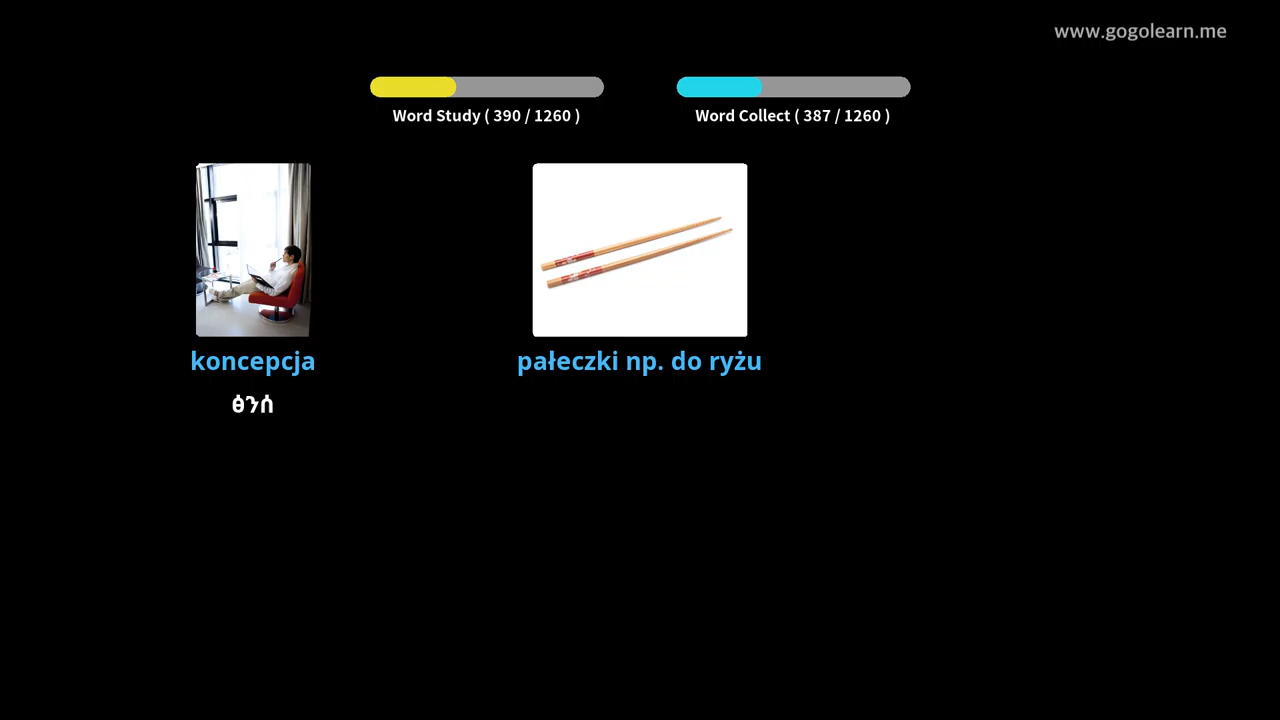 www.gogolearn.me
Word Study ( 390 / 1260 )
Word Collect ( 387 / 1260 )
koncepcja
pałeczki np. do ryżu
ፅንሰ